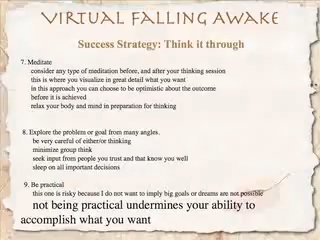 Virtual Falling Awake
Success Strategy: Think it through
7. Meditate
consider any type of meditation before, and after your thinking session
this is where you visualize in great detail what you want
in this approach you can choose to be optimistic about the outcome
before it is achieved
relax your body and mind in preparation for thinking
8. Explore the problem or goal from many angles.
be very careful of either/or thinking
minimize group think
seek input from people you trust and that know you well
sleep on all important decisions
9. Be practical
this one is risky because I do not want to imply big goals or dreams are not possible
not being practical undermines your ability to
accomplish what you want